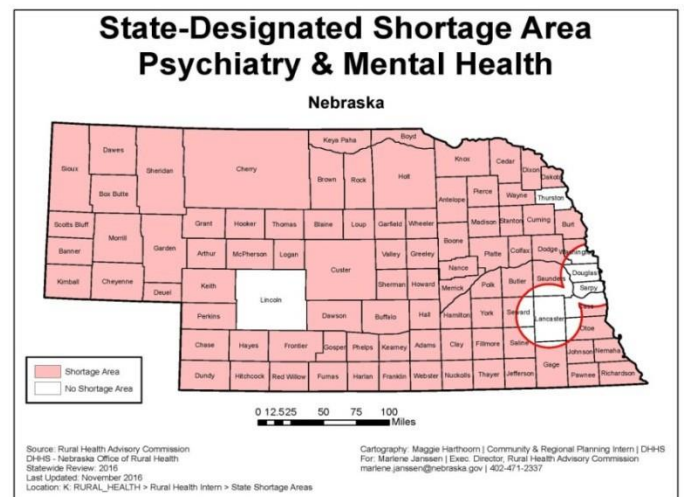 State-Designated Shortage Area
Psychiatry & Mental Health
Nebraska
Keya Paha Boyd
Sioux Dawes Sheridan Cherry Brown Rock Holt Knox Cedar Dixon Dakota
Box Butte Antelope Pierce Wayne Thurston
Scotts Bluff Morrill Garden Grant Hooker Thomas Blaine Loup Garfield Wheeler Madison Stanton Cuming Burt
Banner Arthur McPherson Logan Custer Valley Greeley Boone Platte Colfax Dodge Washington
Nance Douglas
Kimball Cheyenne Deuel Keith Lincoln Sherman Howard Merrick Polk Butler Saunders Sarpy
Perkins Dawson Buffalo Hall Hamilton York Seward Lancaster Cass
Otoe
Chase Hayes Frontier Gosper Phelps Kearney Adams Clay Fillmore Saline Johnson Nemaha
Gage
Dundy Hitchcock Red Willow Furnas Harlan Franklin Webster Nuckolls Thayer Jefferson Pawnee Richardson
Shortage Area
No Shortage Area
0 12.525 50 75 100
Miles
Source: Rural Health Advisory Commission
DHHS - Nebraska Office of Rural Health
Statewide Review: 2016
Last Updated: November 2016
Location: K: RURAL_HEALTH > Rural Health Intern > State Shortage Areas
Cartography: Maggie Harthoorn | Community & Regional Planning Intern | DHHS
For: Marlene Janssen | Exec. Director, Rural Health Advisory Commission
marlene.janssen@nebraska.gov | 402-471-2337